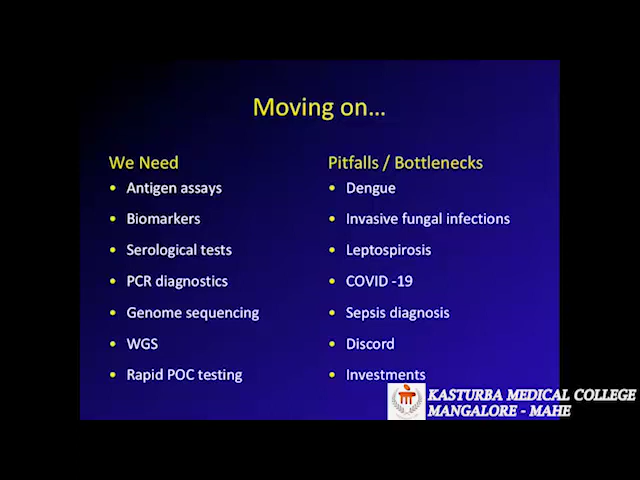 Moving on...
We Need
• Antigen assays
• Biomarkers
• Serological tests
• PCR diagnostics
• Genome sequencing
• WGS
• Rapid POC testing
Pitfalls / Bottlenecks
• Dengue
• Invasive fungal infections
• Leptospirosis
• COVID -19
• Sepsis diagnosis
• Discord
• Investments
KASTURBA MEDICAL COLLEGE
MANGALORE - MAHE